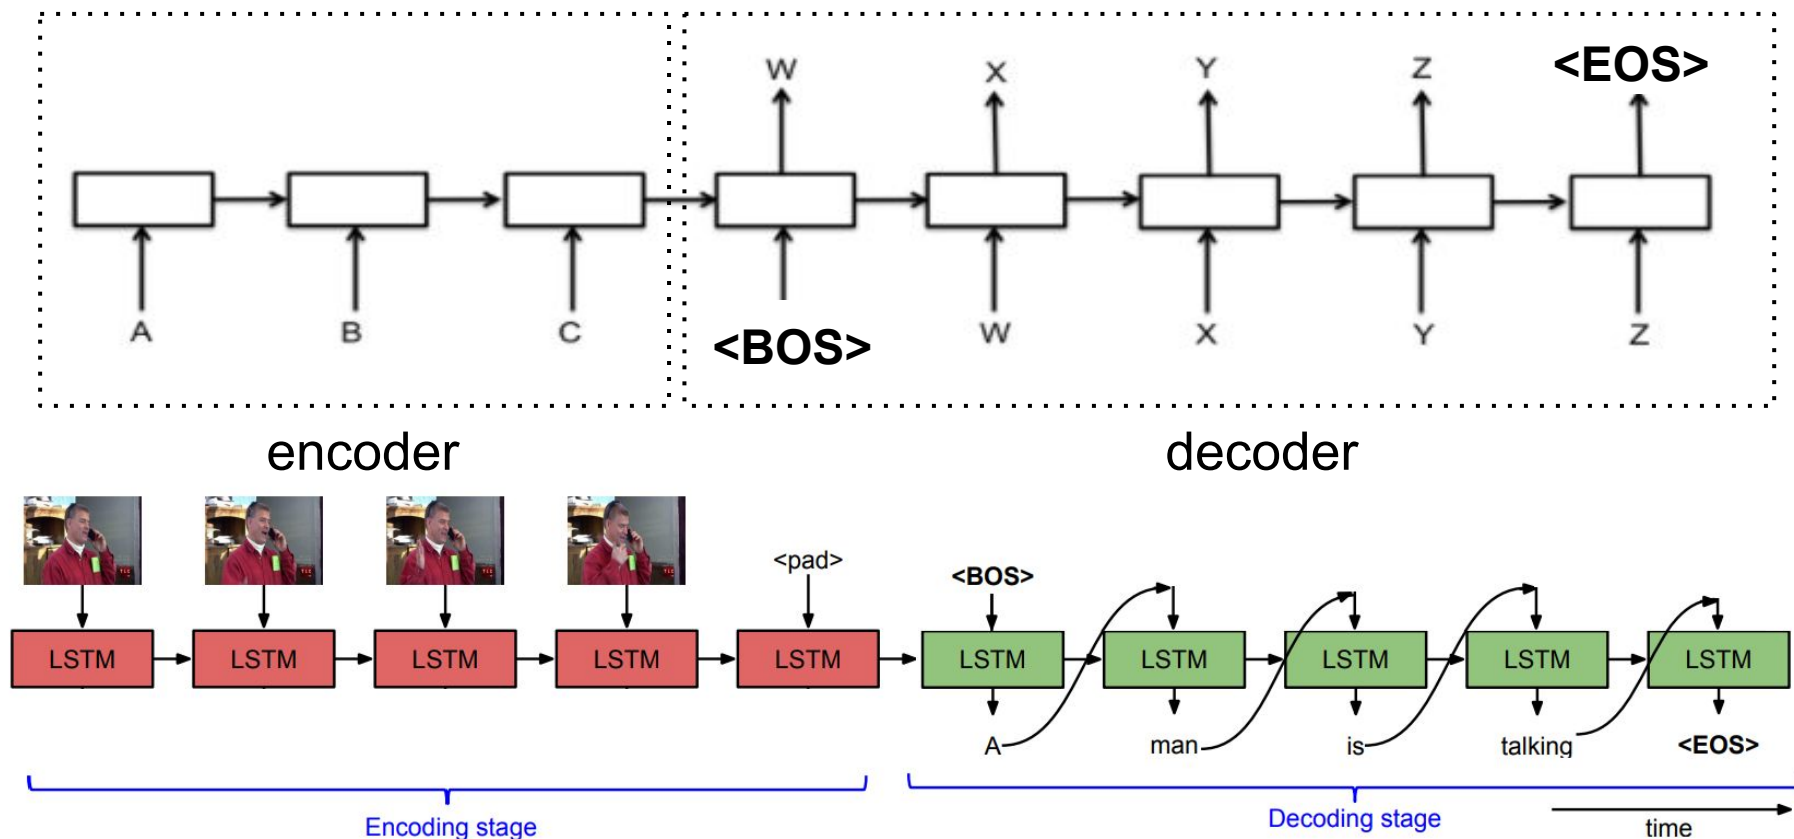 W X Y Z <EOS>
A B C <BOS> W X Y Z
encoder decoder
<pad> <BOS>
LSTM LSTM LSTM LSTM LSTM LSTM LSTM LSTM LSTM LSTM
A man is talking <EOS>
Encoding stage Decoding stage
time